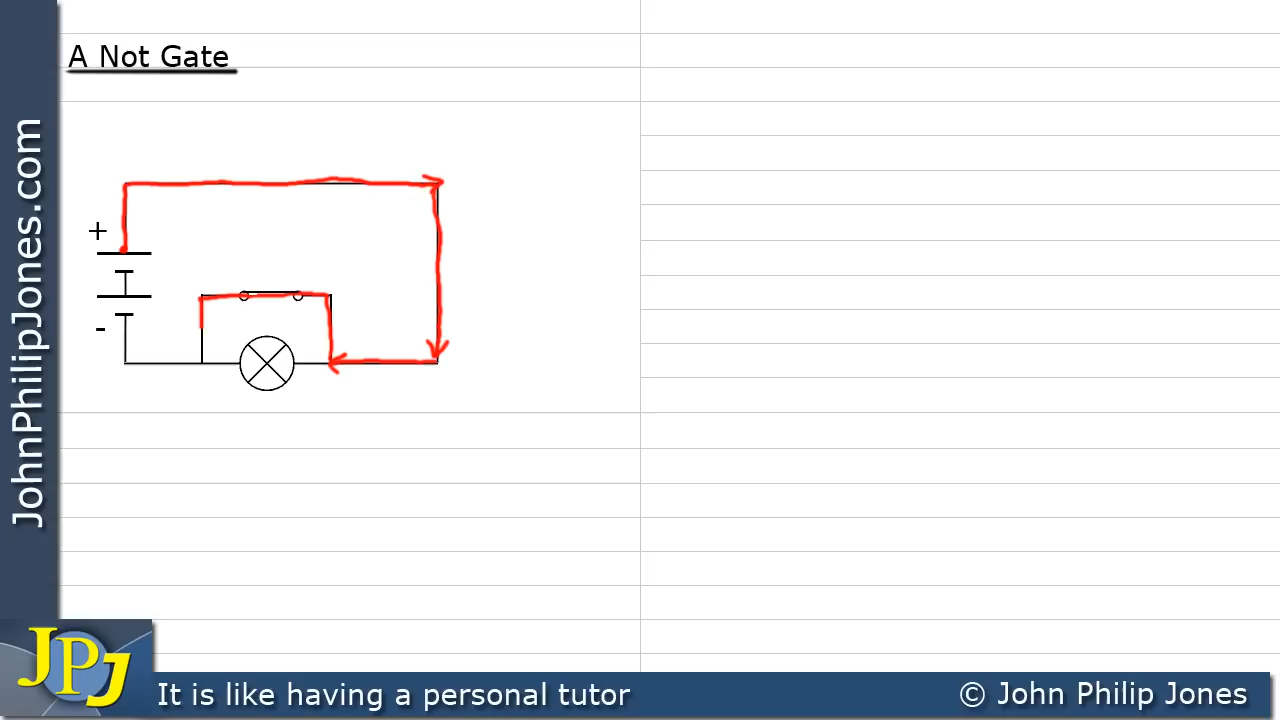 A Not Gate
+
-
JohnPhilipJones.com
JPJ
It is like having a personal tutor
© John Philip Jones